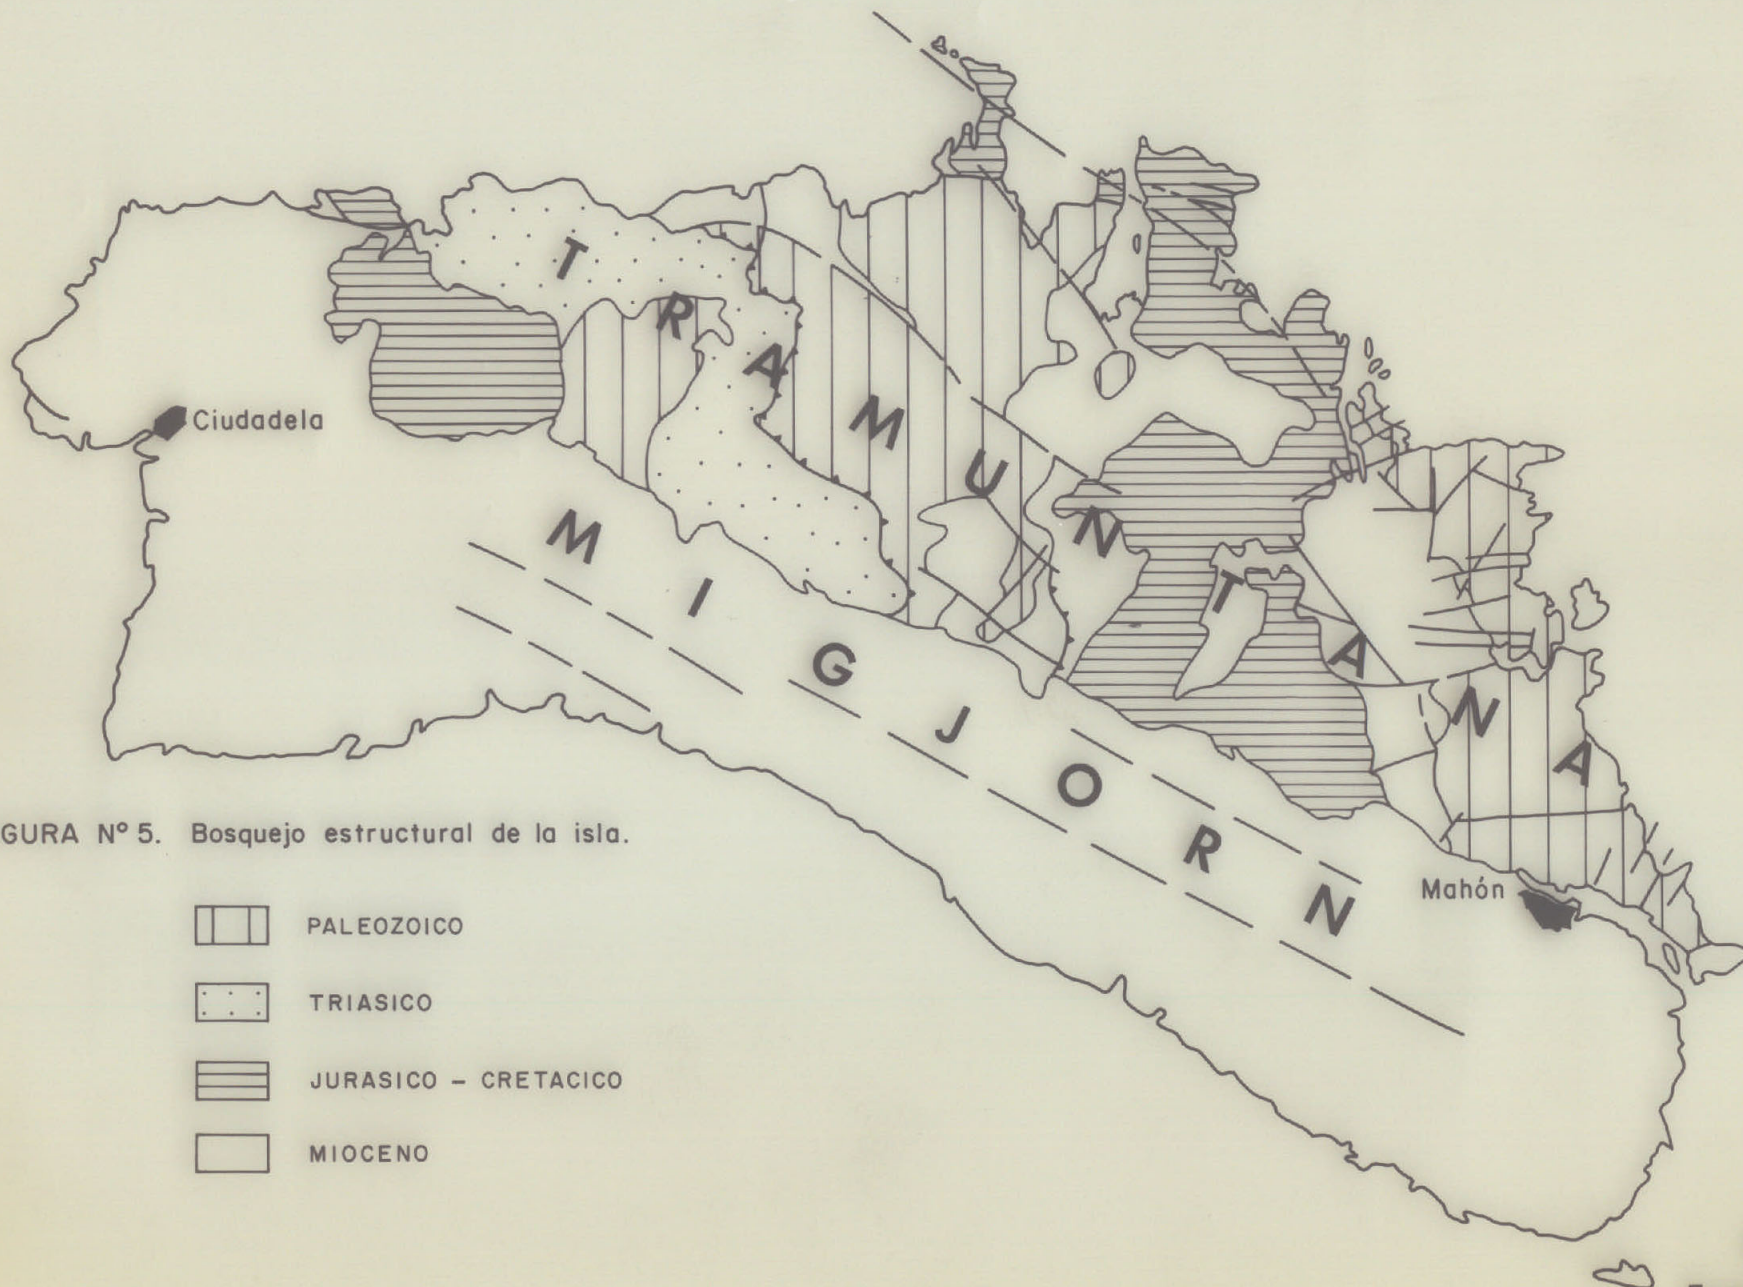 TRAMUNTANA
MIGJORN
Ciudadela
Mahón
GURA Nº 5. Bosquejo estructural de la isla.
PALEOZOICO
TRIASICO
JURASICO – CRETACICO
MIOCENO